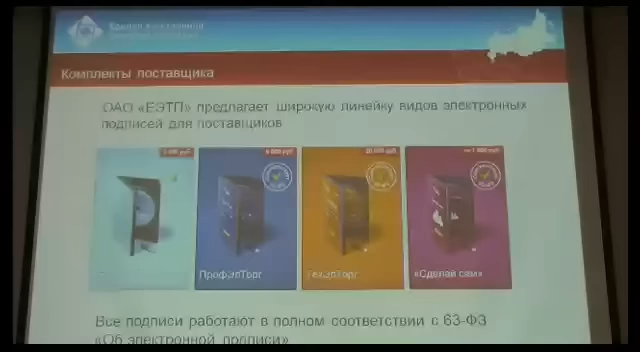 Комплекты поставщика
ОАО «ЕЭТП» предлагает широкую линейку видов электронных
подписей для поставщиков
ПрофЭлТорг
ГосЭлТорг
«Сделай сам»
Все подписи работают в полном соответствии с 63-ФЗ
«Об электронной подписи»